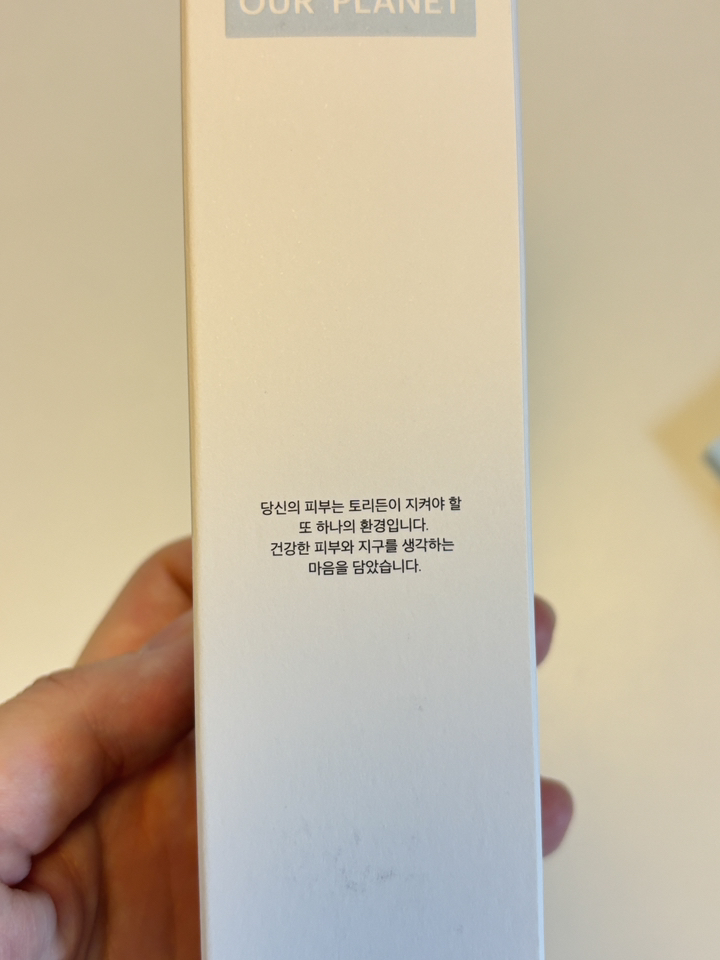 OUR PLANET
당신의 피부는 토리든이 지켜야 할
또 하나의 환경입니다.
건강한 피부와 지구를 생각하는
마음을 담았습니다.